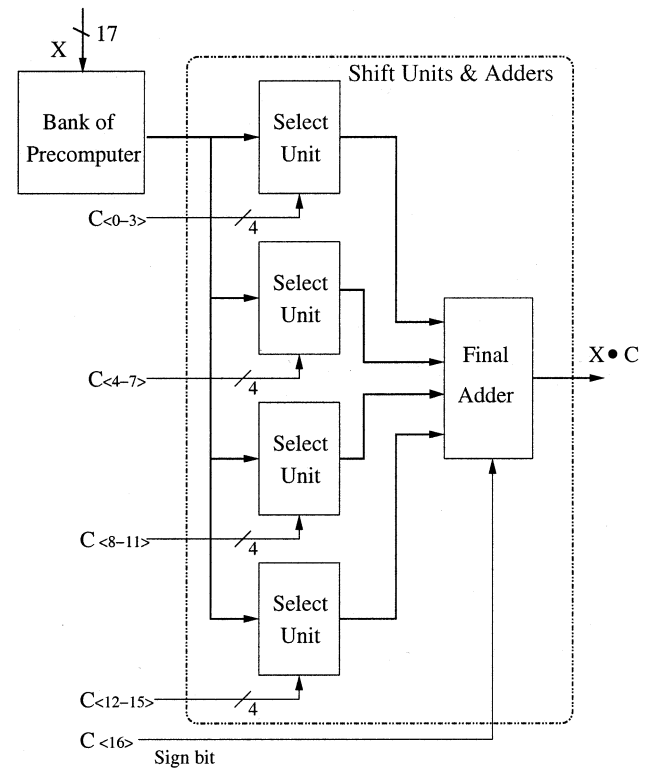 X
17
Shift Units & Adders
Bank of
Precomputer
Select
Unit
C<0–3>
4
Select
Unit
C<4–7>
4
Final
Adder
X • C
Select
Unit
C <8–11>
4
Select
Unit
C<12–15>
4
C <16>
Sign bit